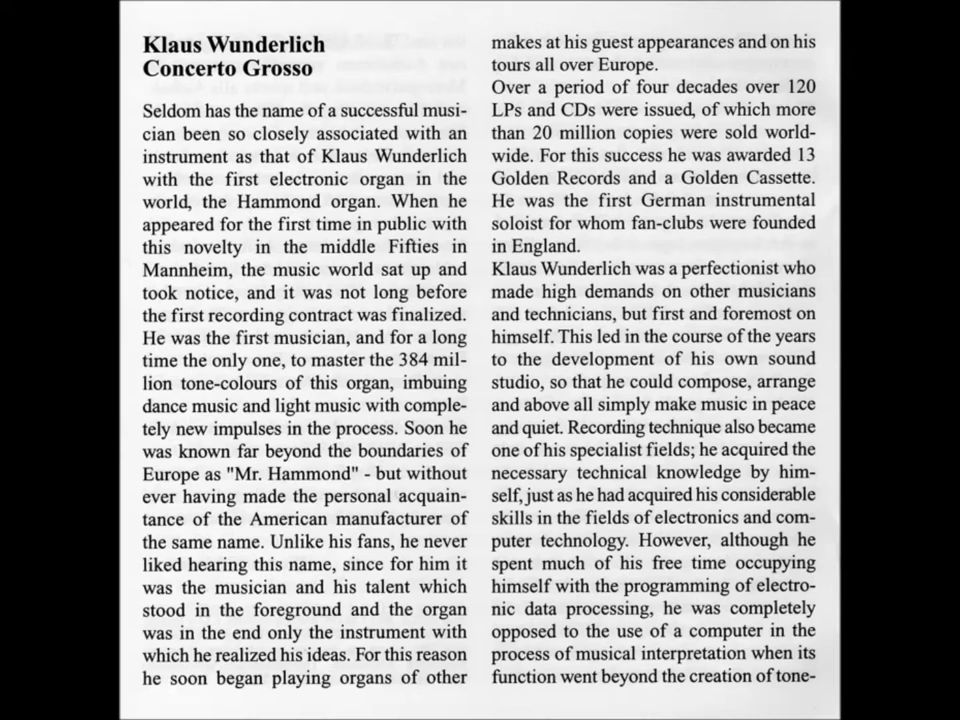 Klaus Wunderlich
Concerto Grosso
Seldom has the name of a successful musi-
cian been so closely associated with an
instrument as that of Klaus Wunderlich
with the first electronic organ in the
world, the Hammond organ. When he
appeared for the first time in public with
this novelty in the middle Fifties in
Mannheim, the music world sat up and
took notice, and it was not long before
the first recording contract was finalized.
He was the first musician, and for a long
time the only one, to master the 384 mil-
lion tone-colours of this organ, imbuing
dance music and light music with comple-
tely new impulses in the process. Soon he
was known far beyond the boundaries of
Europe as "Mr. Hammond" - but without
ever having made the personal acquain-
tance of the American manufacturer of
the same name. Unlike his fans, he never
liked hearing this name, since for him it
was the musician and his talent which
stood in the foreground and the organ
was in the end only the instrument with
which he realized his ideas. For this reason
he soon began playing organs of other
makes at his guest appearances and on his
tours all over Europe.
Over a period of four decades over 120
LPs and CDs were issued, of which more
than 20 million copies were sold world-
wide. For this success he was awarded 13
Golden Records and a Golden Cassette.
He was the first German instrumental
soloist for whom fan-clubs were founded
in England.
Klaus Wunderlich was a perfectionist who
made high demands on other musicians
and technicians, but first and foremost on
himself. This led in the course of the years
to the development of his own sound
studio, so that he could compose, arrange
and above all simply make music in peace
and quiet. Recording technique also became
one of his specialist fields; he acquired the
necessary technical knowledge by him-
self, just as he had acquired his considerable
skills in the fields of electronics and com-
puter technology. However, although he
spent much of his free time occupying
himself with the programming of electro-
nic data processing, he was completely
opposed to the use of a computer in the
process of musical interpretation when its
function went beyond the creation of tone-